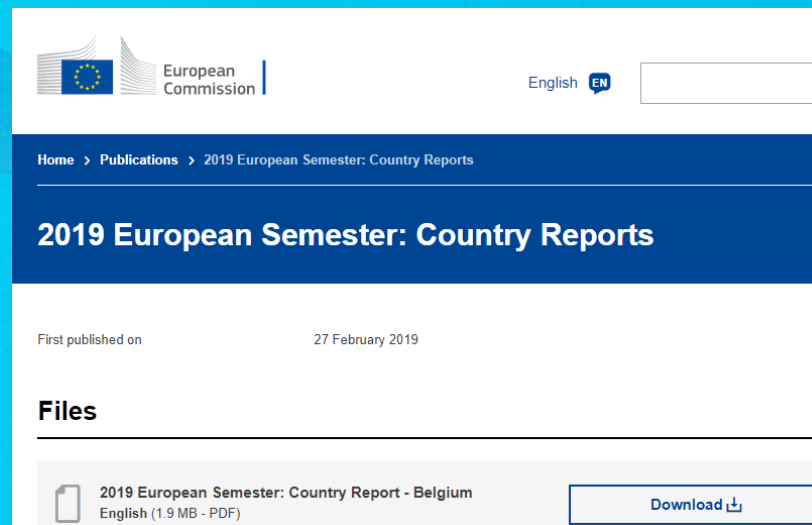 European
Commission
English EN
Home > Publications > 2019 European Semester: Country Reports
2019 European Semester: Country Reports
First published on 27 February 2019
Files
2019 European Semester: Country Report - Belgium
English (1.9 MB - PDF)
Download